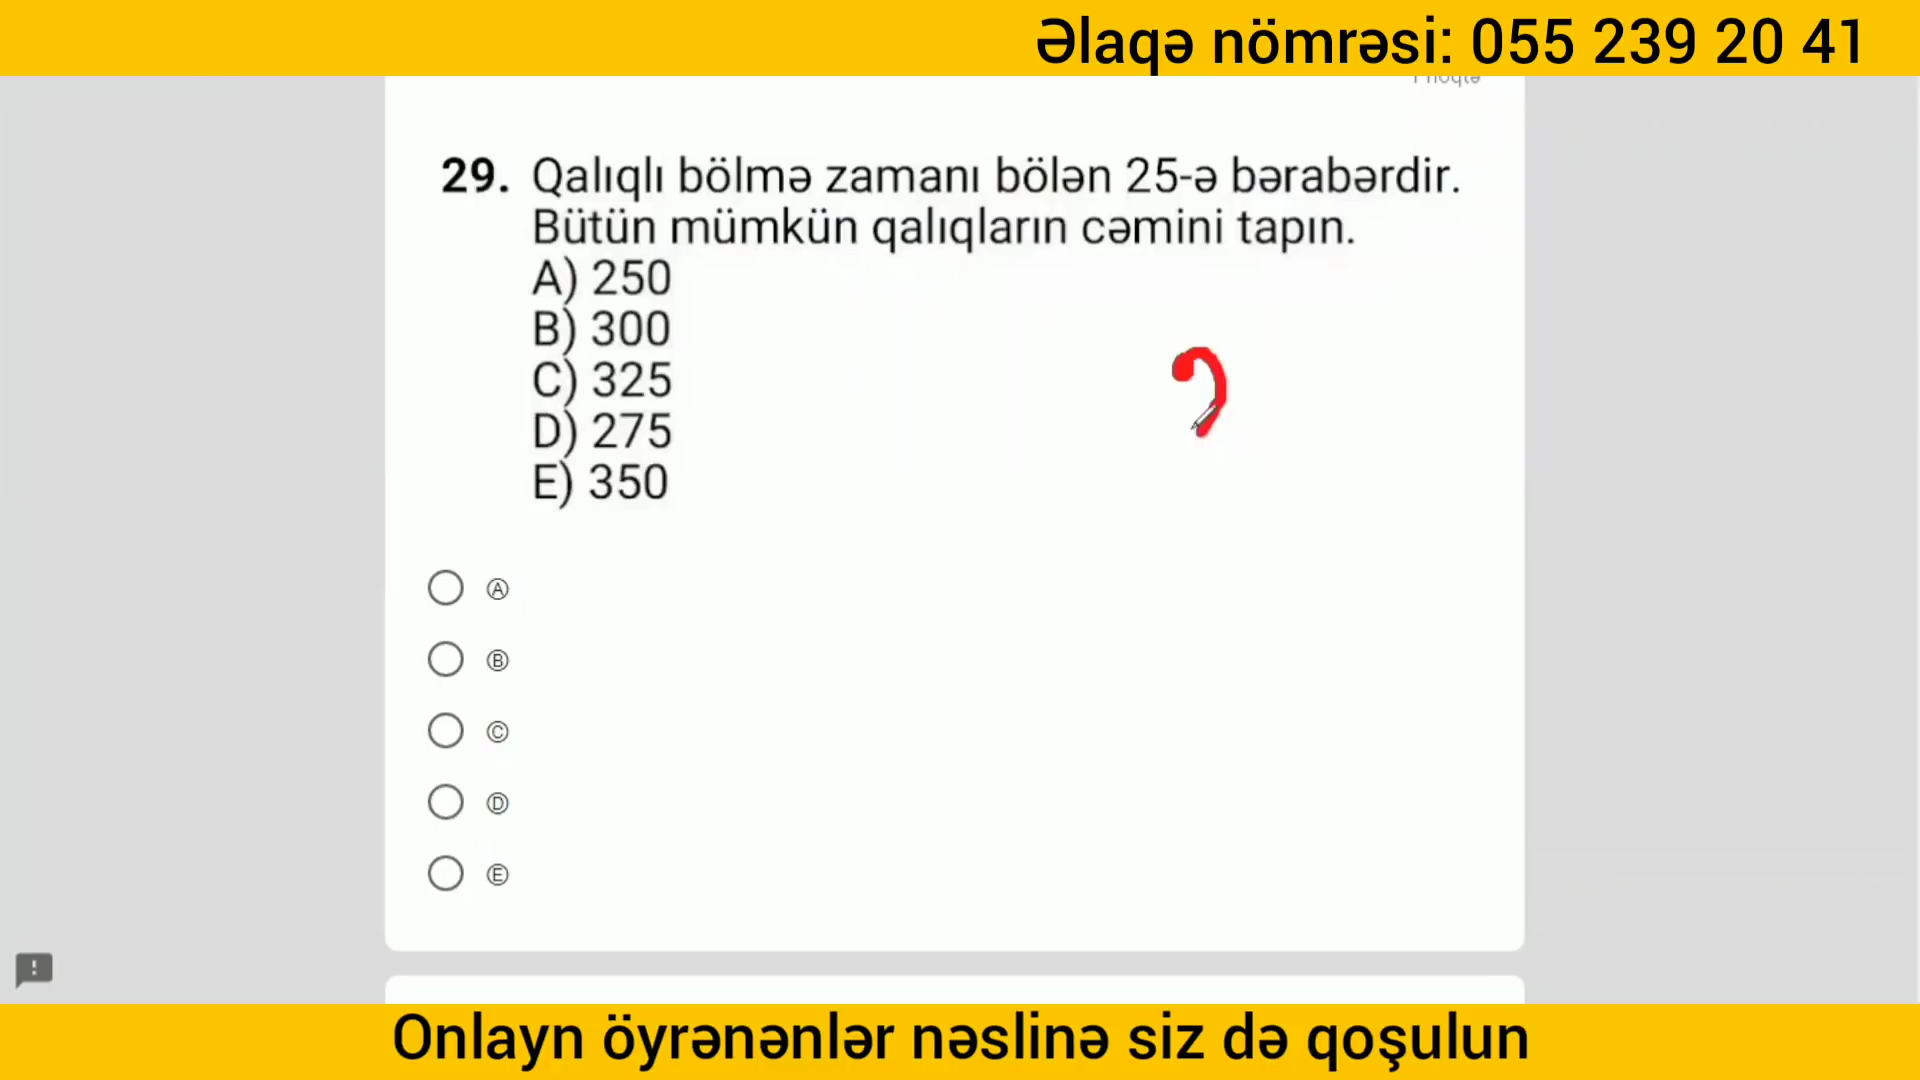 Əlaqə nömrəsi: 055 239 20 41
29. Qalıqlı bölmə zamanı bölən 25-ə bərabərdir.
Bütün mümkün qalıqların cəmini tapın.
A) 250
B) 300
C) 325
D) 275
E) 350
Ⓐ
Ⓑ
Ⓒ
Ⓓ
Ⓔ
Onlayn öyrənənlər nəslinə siz də qoşulun